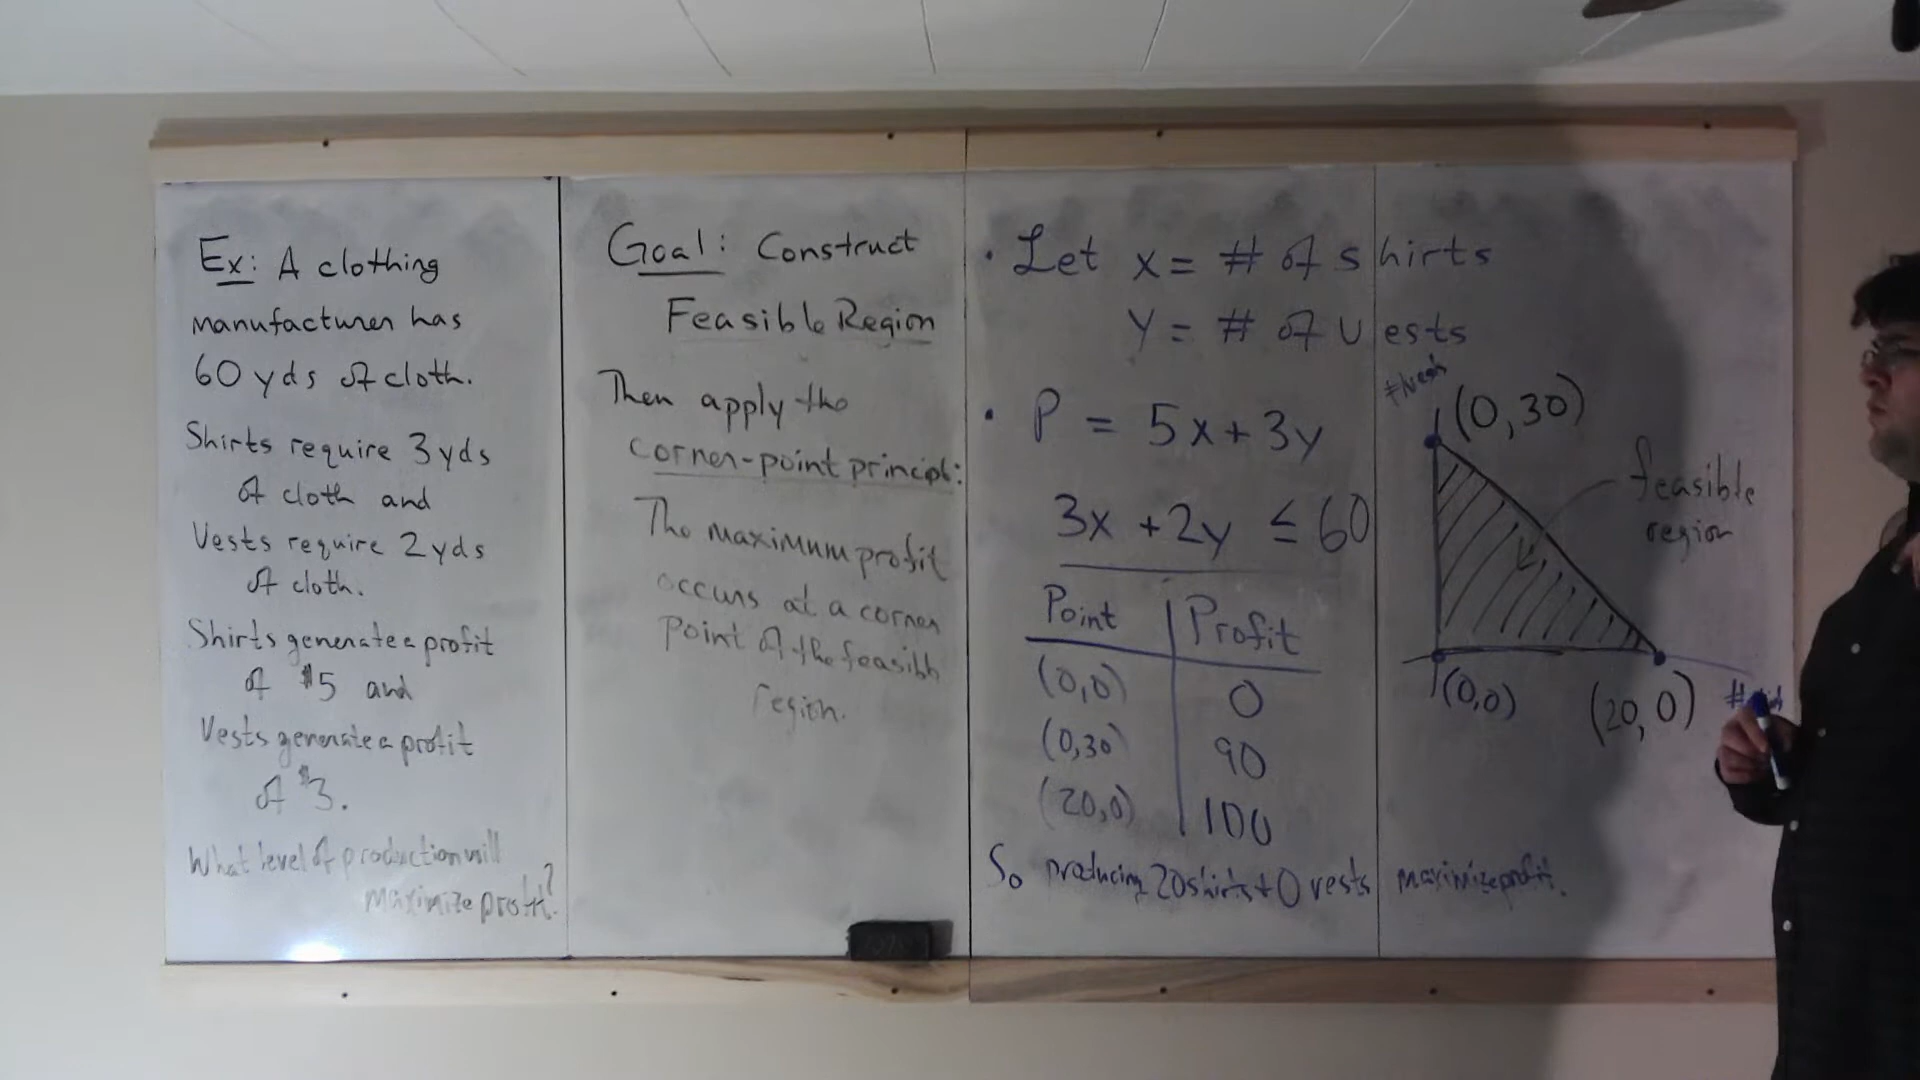 Ex: A clothing
manufacturer has
60 yds of cloth.
Shirts require 3 yds
of cloth and
Vests require 2 yds
of cloth.
Shirts generate a profit
of $5 and
Vests generate a profit
of $3.
What level of production will
maximize profit?
Goal: Construct
Feasible Region
Then apply the
corner-point principle:
The maximum profit
occurs at a corner
point of the feasible
region.
• Let x = # of shirts
y = # of vests
• P = 5x + 3y
3x + 2y ≤ 60
Point Profit
(0,0) 0
(0,30) 90
(20,0) 100
So producing 20 shirts + 0 vests maximize profit.
(0,30)
feasible
region
(0,0) (20,0)